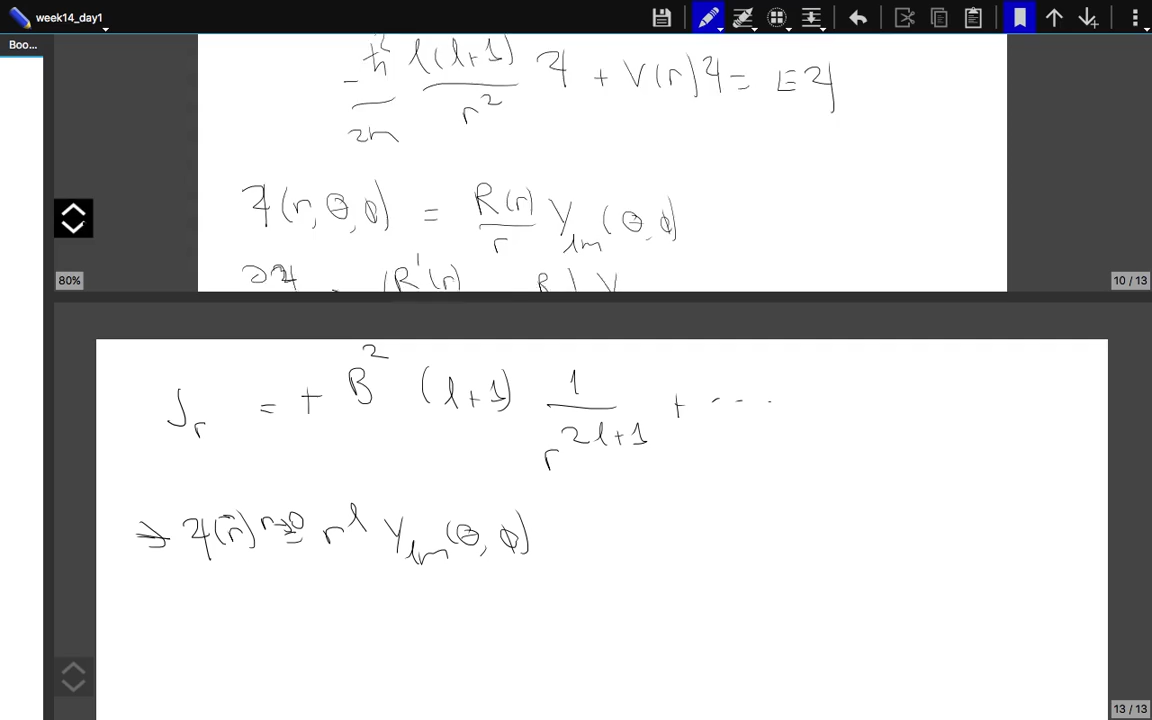 week14_day1
Boo...
-ħ²/2m l(l+1)/r² Ψ + V(r)Ψ = EΨ
Ψ(r,θ,ϕ) = R(r)/r Y_lm(θ,ϕ)
80%
10 / 13
J_r = + B² (l+1) 1/r^(2l+1) + ....
⇒ Ψ(r̄) r→0 = r^l Y_lm(θ,ϕ)
13 / 13